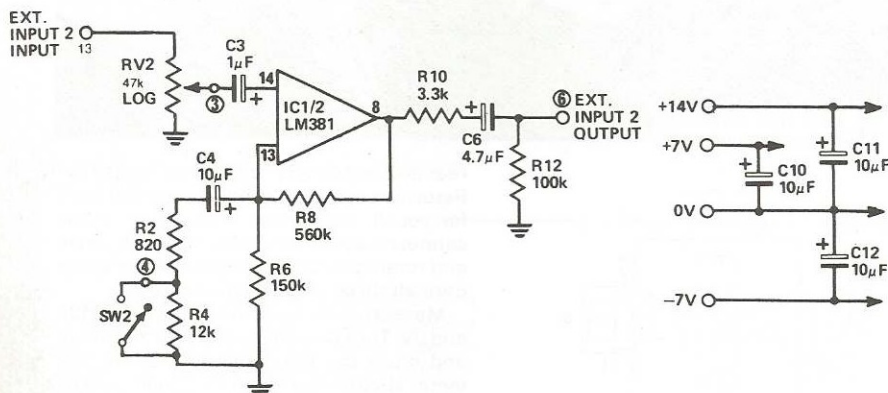 EXT.
INPUT 2
INPUT 13
RV2
47k
LOG
3
C3
1µF
+
14
13
IC1/2
LM381
8
R10
3.3k
+
C6
4.7µF
6 EXT.
INPUT 2
OUTPUT
R12
100k
C4
10µF
+
R8
560k
R2
820
4
SW2
R4
12k
R6
150k
+14V
+7V
0V
-7V
+
C10
10µF
+
C11
10µF
+
C12
10µF